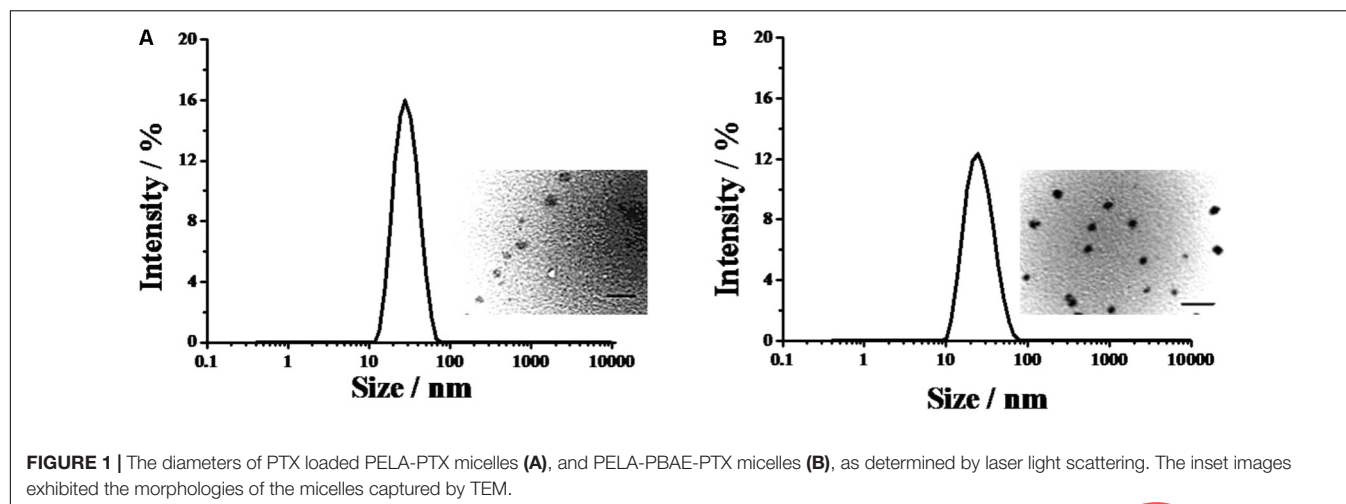 A
20
16
12
8
4
0
Intensity / %
0.1 1 10 100 1000 10000
Size / nm
B
20
16
12
8
4
0
Intensity / %
0.1 1 10 100 1000 10000
Size / nm
FIGURE 1 | The diameters of PTX loaded PELA-PTX micelles (A), and PELA-PBAE-PTX micelles (B), as determined by laser light scattering. The inset images
exhibited the morphologies of the micelles captured by TEM.